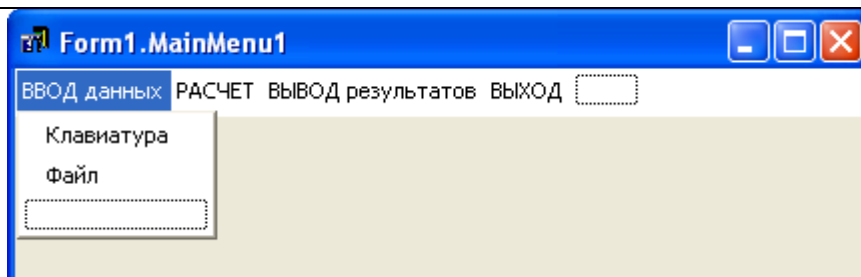 Form1.MainMenu1
ВВОД данных РАСЧЕТ ВЫВОД результатов ВЫХОД
Клавиатура
Файл